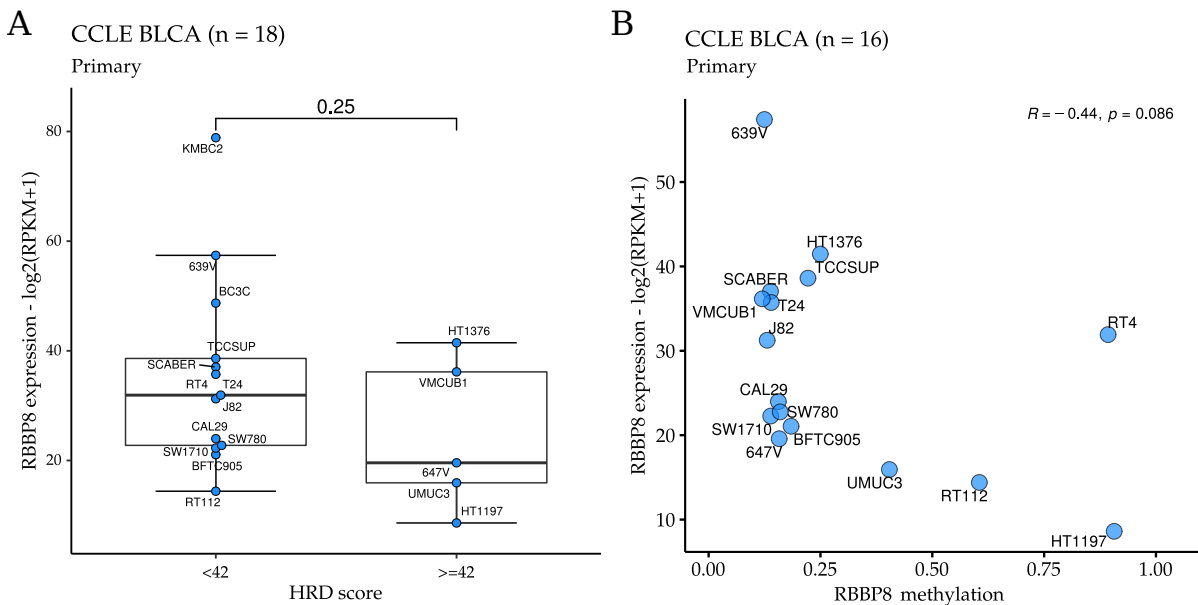 A
CCLE BLCA (n = 18)
Primary
0.25
80
60
40
20
RBBP8 expression - log2(RPKM+1)
KMBC2
639V
BC3C
TCCSUP
SCABER
RT4 T24
J82
CAL29
SW780
SW1710
BFTC905
RT112
HT1376
VMCUB1
647V
UMUC3
HT1197
<42 >=42
HRD score
B
CCLE BLCA (n = 16)
Primary
R = − 0.44, p = 0.086
50
40
30
20
10
RBBP8 expression - log2(RPKM+1)
639V
HT1376
TCCSUP
SCABER
VMCUB1 T24
J82
RT4
CAL29
SW780
SW1710
BFTC905
647V
UMUC3
RT112
HT1197
0.00 0.25 0.50 0.75 1.00
RBBP8 methylation